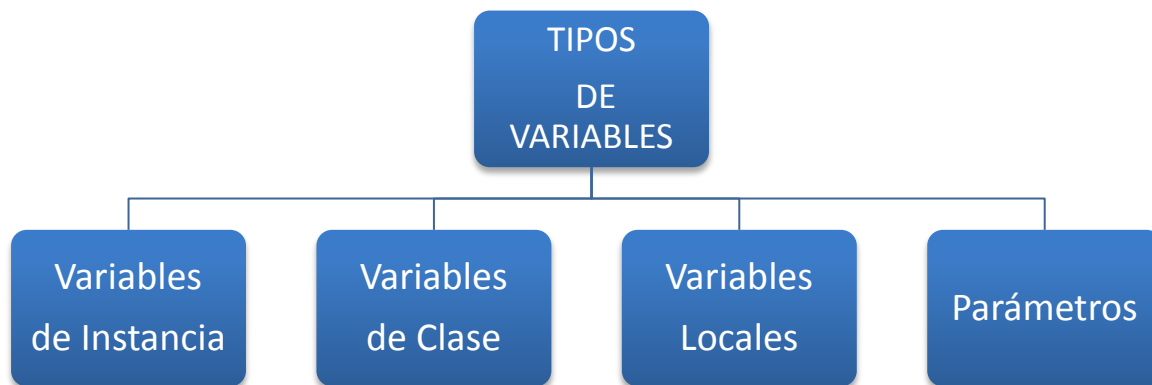 TIPOS
DE
VARIABLES
Variables
de Instancia
Variables
de Clase
Variables
Locales
Parámetros